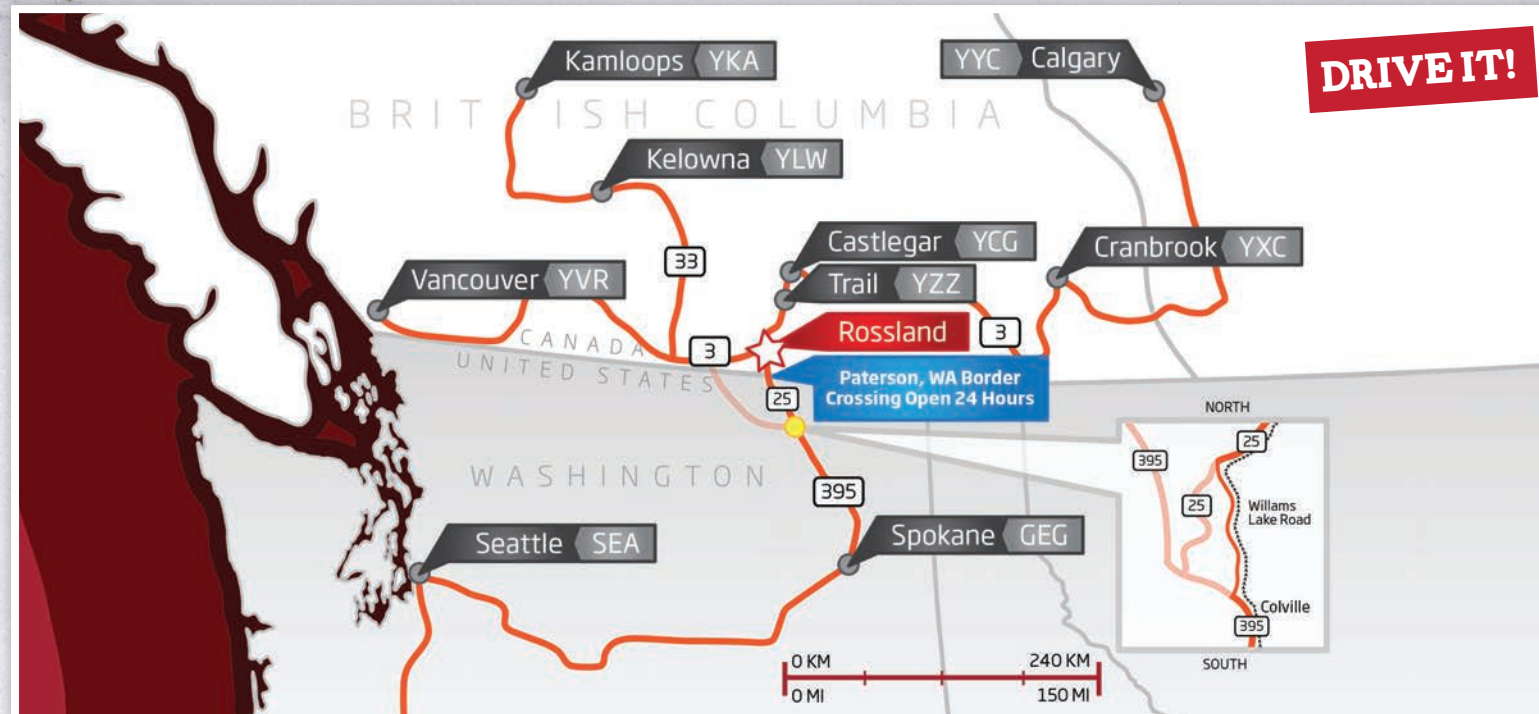 DRIVE IT!
Kamloops YKA
YYC Calgary
BRITISH COLUMBIA
Kelowna YLW
33
Castlegar YCG
Cranbrook YXC
Vancouver YVR
Trail YZZ
CANADA
UNITED STATES
3
Rossland
3
Paterson, WA Border
Crossing Open 24 Hours
25
WASHINGTON
395
Seattle SEA
Spokane GEG
NORTH
395
25
25
Willams
Lake Road
Colville
395
SOUTH
0 KM 240 KM
0 MI 150 MI